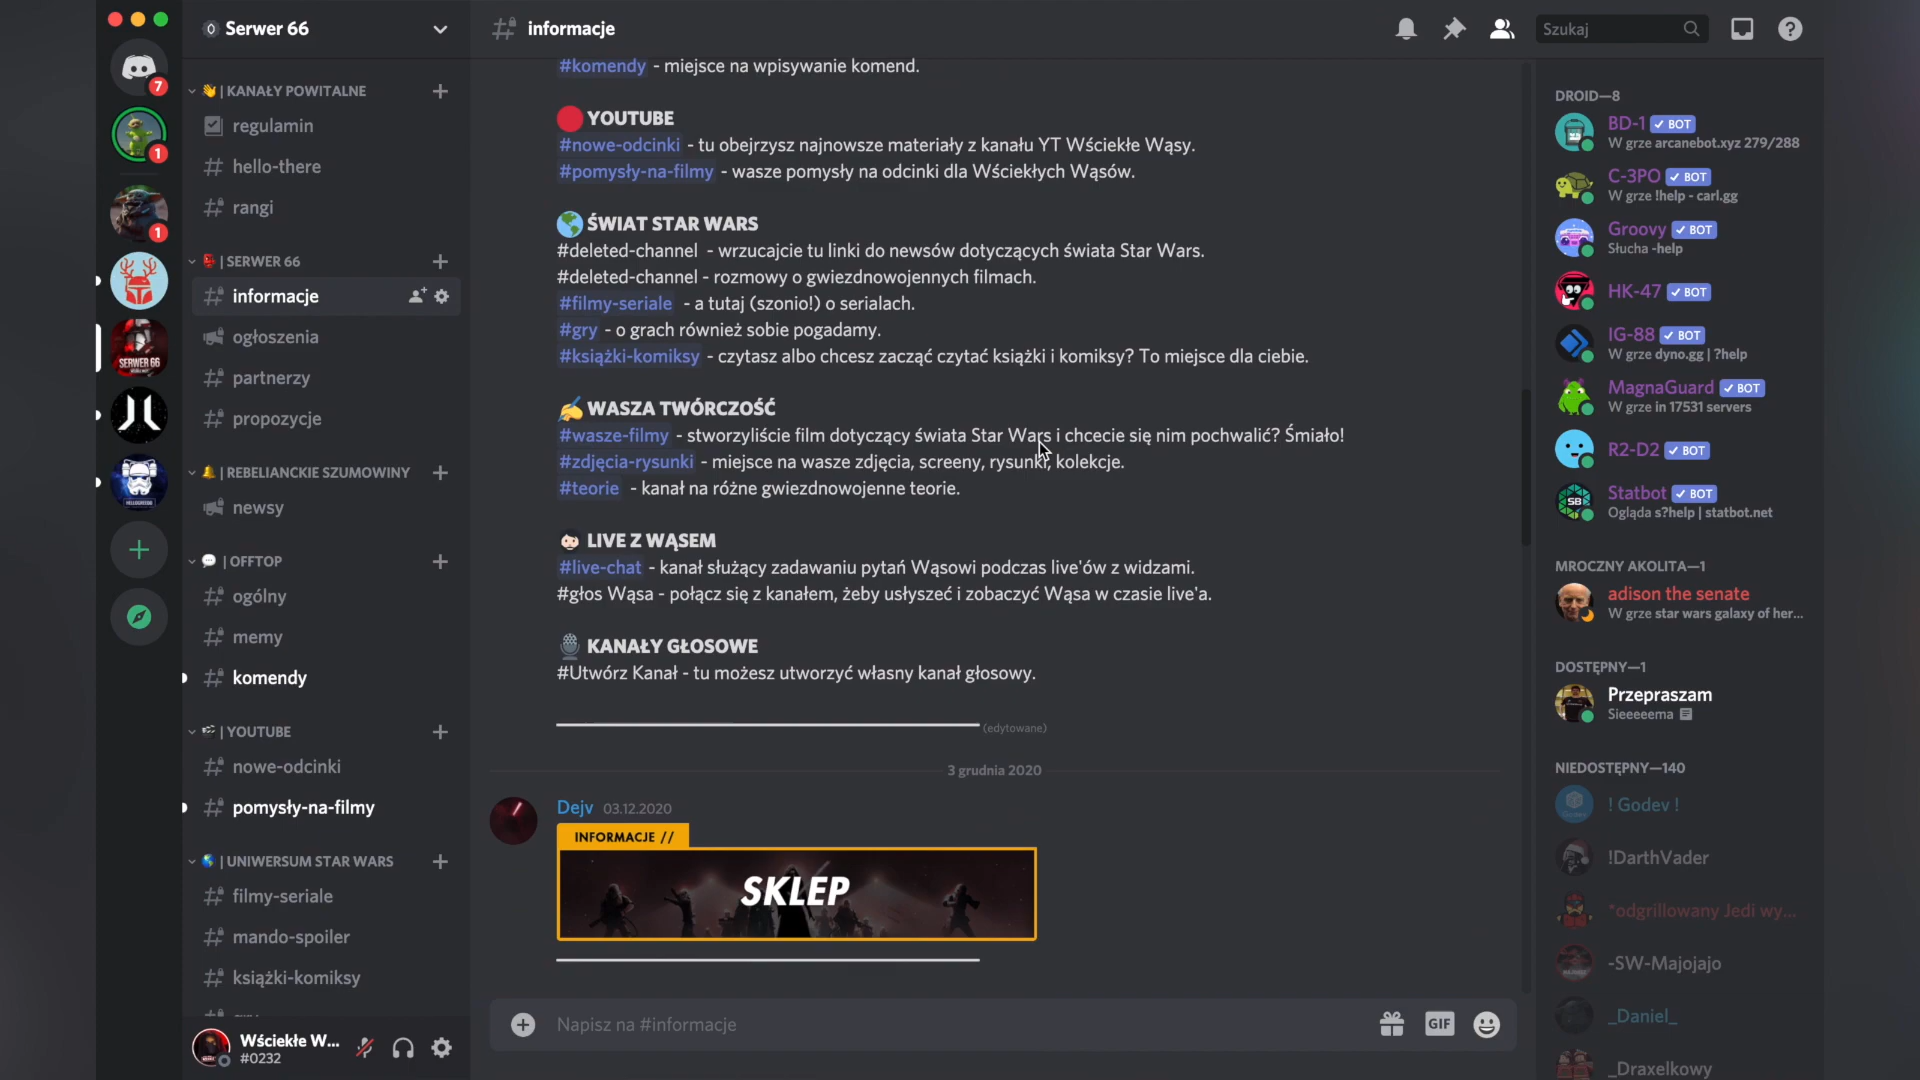 7
1
1
SERWER 66
Serwer 66
| KANAŁY POWITALNE
regulamin
hello-there
rangi
| SERWER 66
informacje
ogłoszenia
partnerzy
propozycje
| REBELIANCKIE SZUMOWINY
newsy
| OFFTOP
ogólny
memy
komendy
| YOUTUBE
nowe-odcinki
pomysły-na-filmy
| UNIWERSUM STAR WARS
filmy-seriale
mando-spoiler
książki-komiksy
Wściekłe W...
#0232
informacje
Szukaj
#komendy - miejsce na wpisywanie komend.
YOUTUBE
#nowe-odcinki - tu obejrzysz najnowsze materiały z kanału YT Wściekłe Wąsy.
#pomysły-na-filmy - wasze pomysły na odcinki dla Wściekłych Wąsów.
ŚWIAT STAR WARS
#deleted-channel - wrzucajcie tu linki do newsów dotyczących świata Star Wars.
#deleted-channel - rozmowy o gwiezdnowojennych filmach.
#filmy-seriale - a tutaj (szonio!) o serialach.
#gry - o grach również sobie pogadamy.
#książki-komiksy - czytasz albo chcesz zacząć czytać książki i komiksy? To miejsce dla ciebie.
WASZA TWÓRCZOŚĆ
#wasze-filmy - stworzyliście film dotyczący świata Star Wars i chcecie się nim pochwalić? Śmiało!
#zdjęcia-rysunki - miejsce na wasze zdjęcia, screeny, rysunki, kolekcje.
#teorie - kanał na różne gwiezdnowojenne teorie.
LIVE Z WĄSEM
#live-chat - kanał służący zadawaniu pytań Wąsowi podczas live'ów z widzami.
#głos Wąsa - połącz się z kanałem, żeby usłyszeć i zobaczyć Wąsa w czasie live'a.
KANAŁY GŁOSOWE
#Utwórz Kanał - tu możesz utworzyć własny kanał głosowy.
(edytowane)
3 grudnia 2020
Dejv 03.12.2020
INFORMACJE //
SKLEP
Napisz na #informacje
GIF
DROID—8
BD-1 BOT
W grze arcanebot.xyz 279/288
C-3PO BOT
W grze !help - carl.gg
Groovy BOT
Słucha -help
HK-47 BOT
IG-88 BOT
W grze dyno.gg | ?help
MagnaGuard BOT
W grze in 17531 servers
R2-D2 BOT
SB
Statbot BOT
Ogląda s?help | statbot.net
MROCZNY AKOLITA—1
adison the senate
W grze star wars galaxy of her...
DOSTĘPNY—1
Przepraszam
Sieeeeema
NIEDOSTĘPNY—140
! Godev !
!DarthVader
*odgrillowany Jedi wy...
-SW-Majojajo
_Daniel_
_Draxelkowy